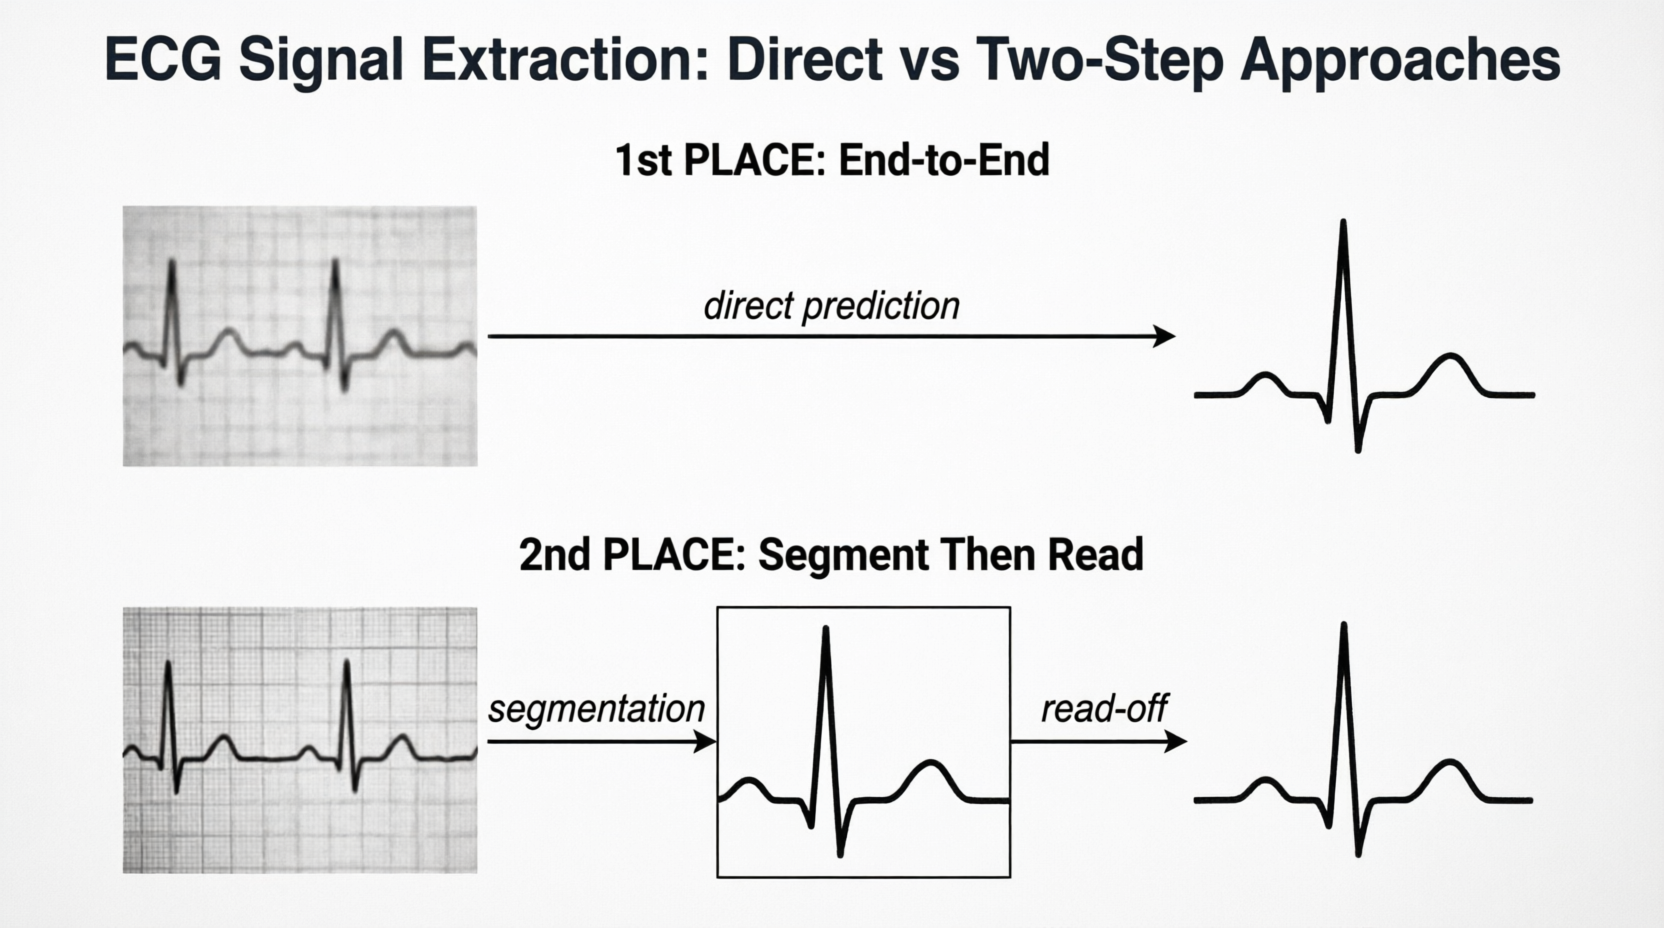 ECG Signal Extraction: Direct vs Two-Step Approaches
1st PLACE: End-to-End
direct prediction
2nd PLACE: Segment Then Read
segmentation
read-off